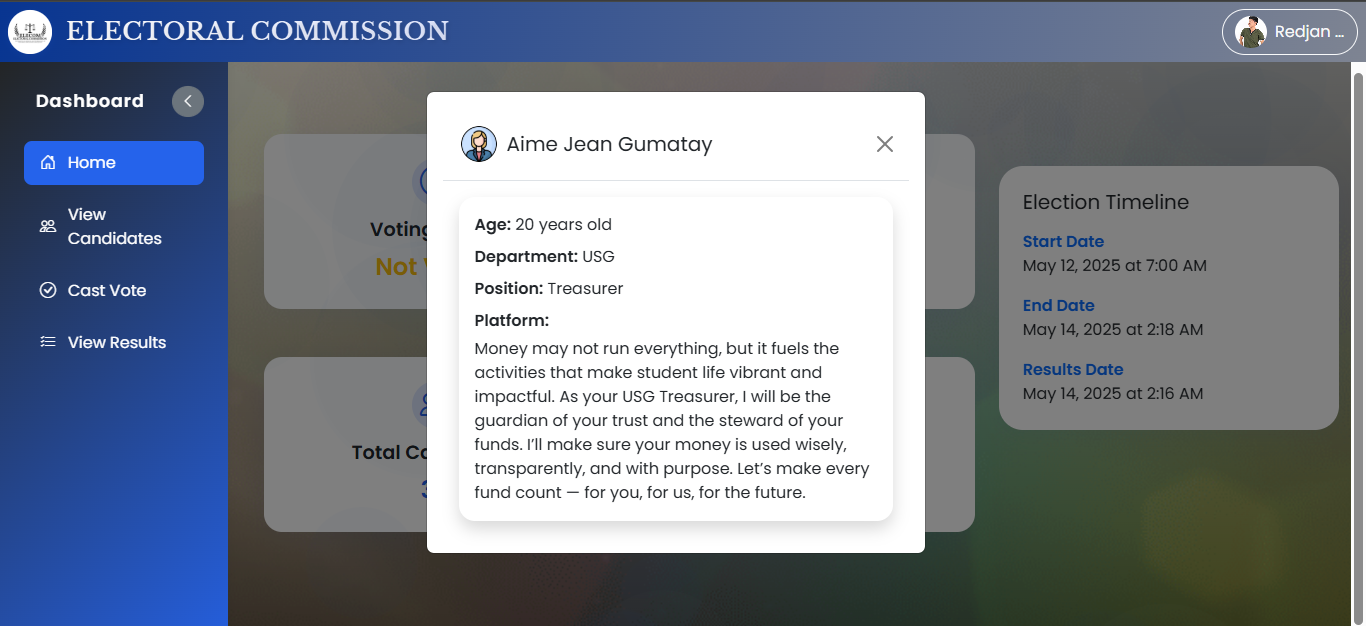 ELECTORAL COMMISSION
Redjan ...
Dashboard
Home
View
Candidates
Cast Vote
View Results
Voting
Not
Total
Aime Jean Gumatay
Age: 20 years old
Department: USG
Position: Treasurer
Platform:
Money may not run everything, but it fuels the
activities that make student life vibrant and
impactful. As your USG Treasurer, I will be the
guardian of your trust and the steward of your
funds. I’ll make sure your money is used wisely,
transparently, and with purpose. Let’s make every
fund count — for you, for us, for the future.
Election Timeline
Start Date
May 12, 2025 at 7:00 AM
End Date
May 14, 2025 at 2:18 AM
Results Date
May 14, 2025 at 2:16 AM